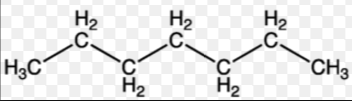 H₂ H₂ H₂
C C C
H₃C C C CH₃
H₂ H₂